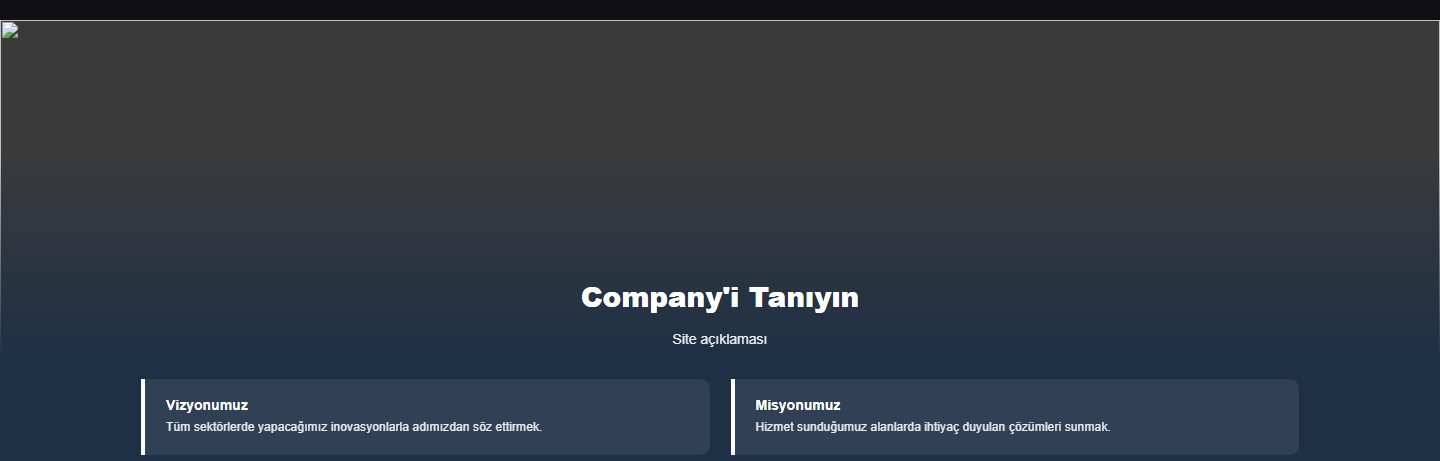 Company'i Tanıyın
Site açıklaması
Vizyonumuz
Tüm sektörlerde yapacağımız inovasyonlarla adımızdan söz ettirmek.
Misyonumuz
Hizmet sunduğumuz alanlarda ihtiyaç duyulan çözümleri sunmak.